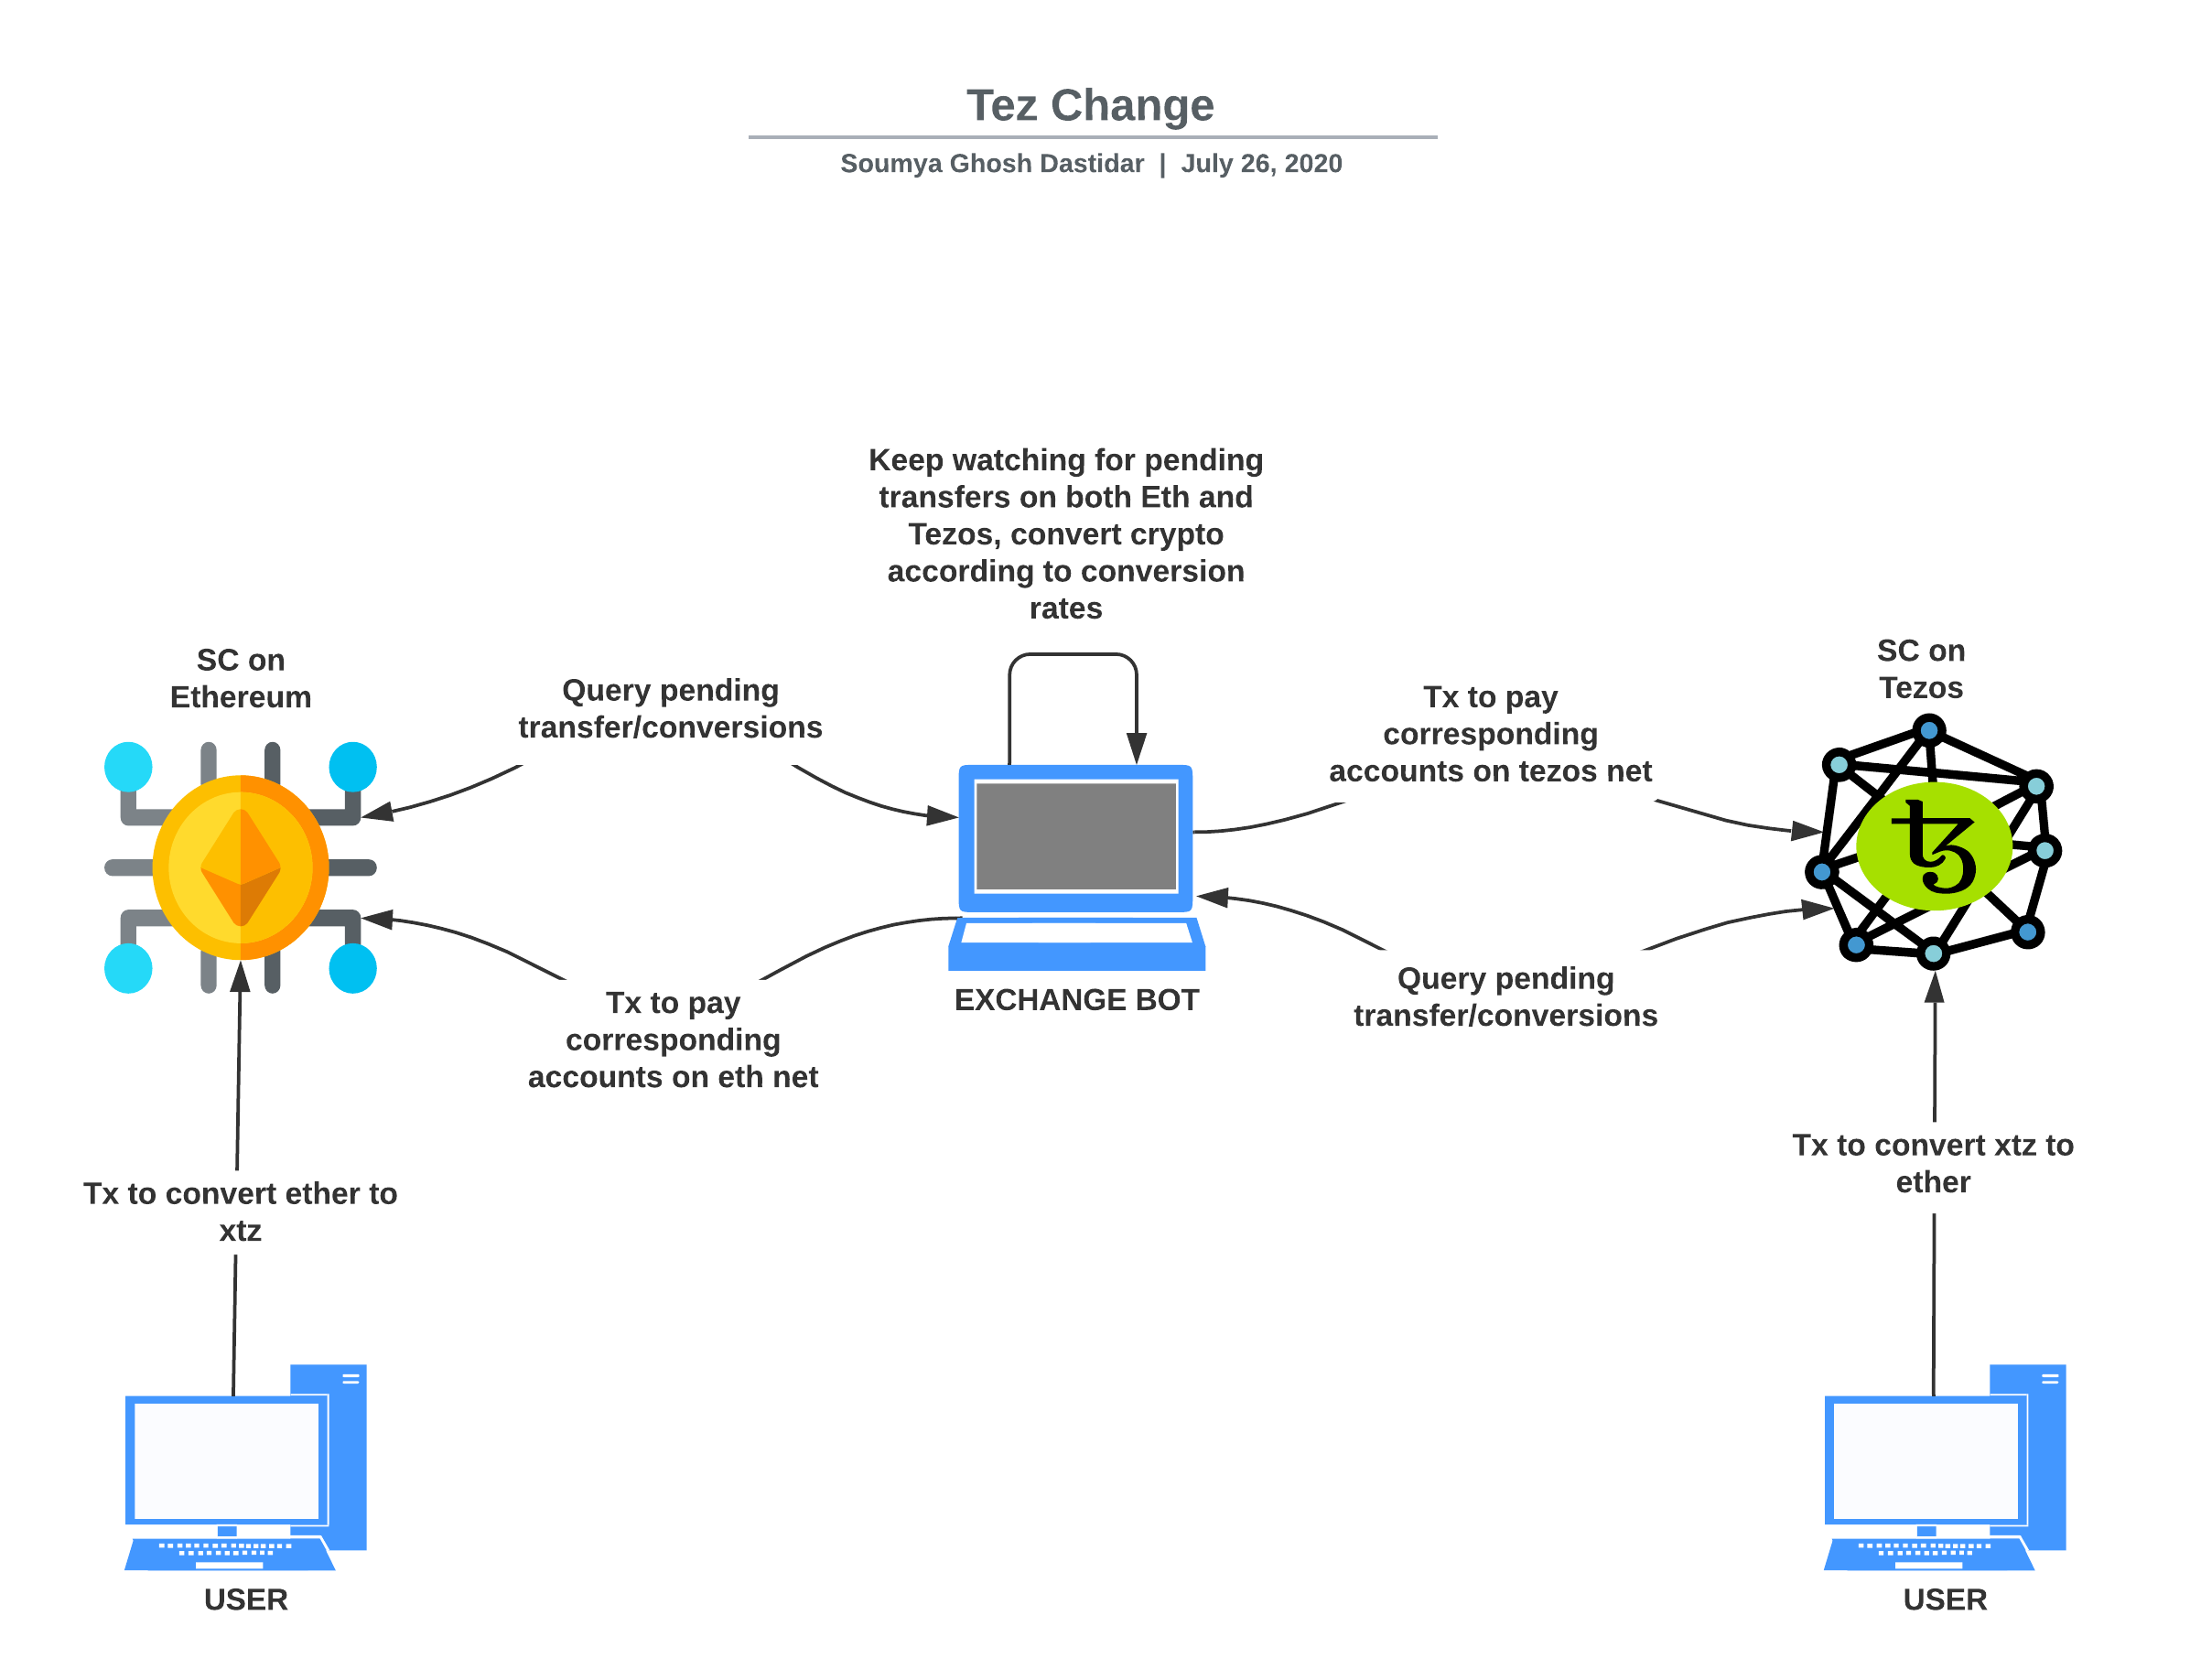 Tez Change
Soumya Ghosh Dastidar | July 26, 2020
Keep watching for pending
transfers on both Eth and
Tezos, convert crypto
according to conversion
rates
SC on
Ethereum
Query pending
transfer/conversions
Tx to pay
corresponding
accounts on tezos net
SC on
Tezos
EXCHANGE BOT
Tx to pay
corresponding
accounts on eth net
Query pending
transfer/conversions
Tx to convert ether to
xtz
Tx to convert xtz to
ether
USER
USER